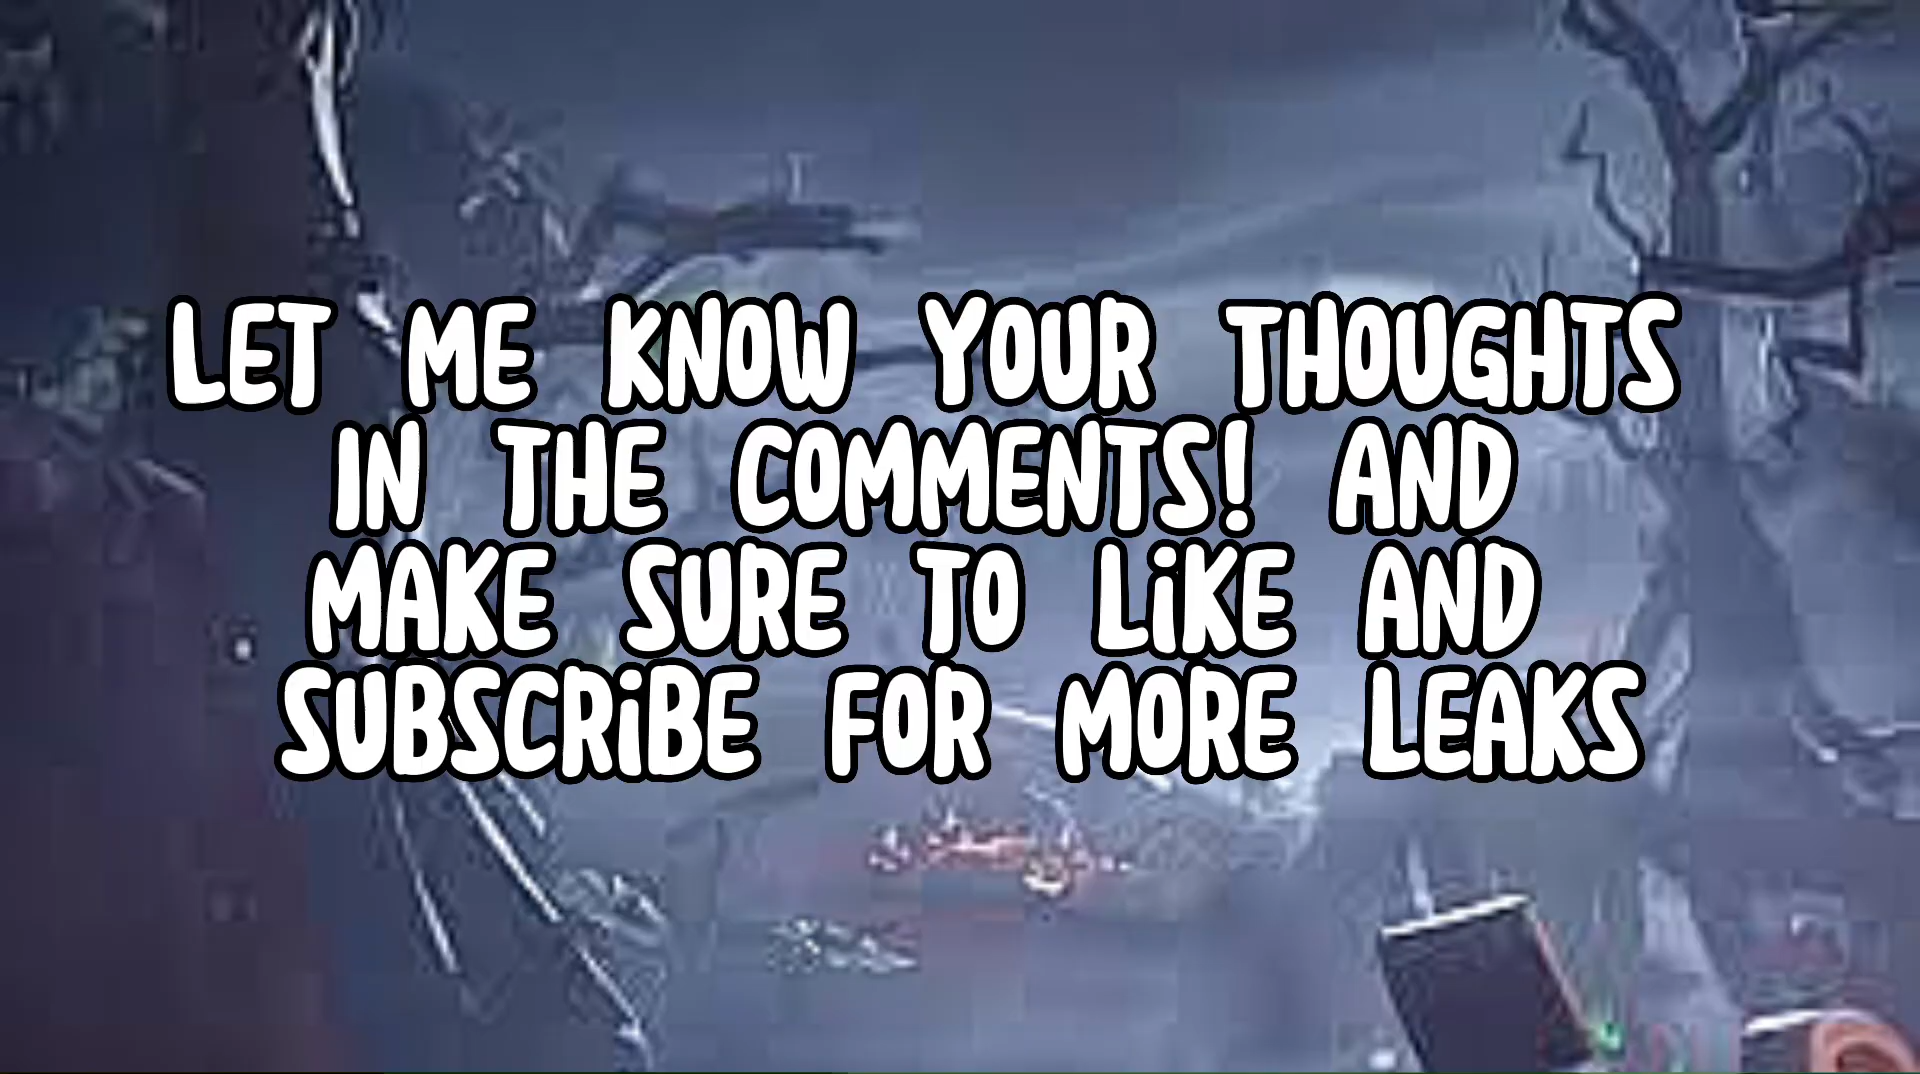 LET ME KNOW YOUR THOUGHTS
IN THE COMMENTS! AND
MAKE SURE TO LiKE AND
SUBSCRiBE FOR MORE LEAKS